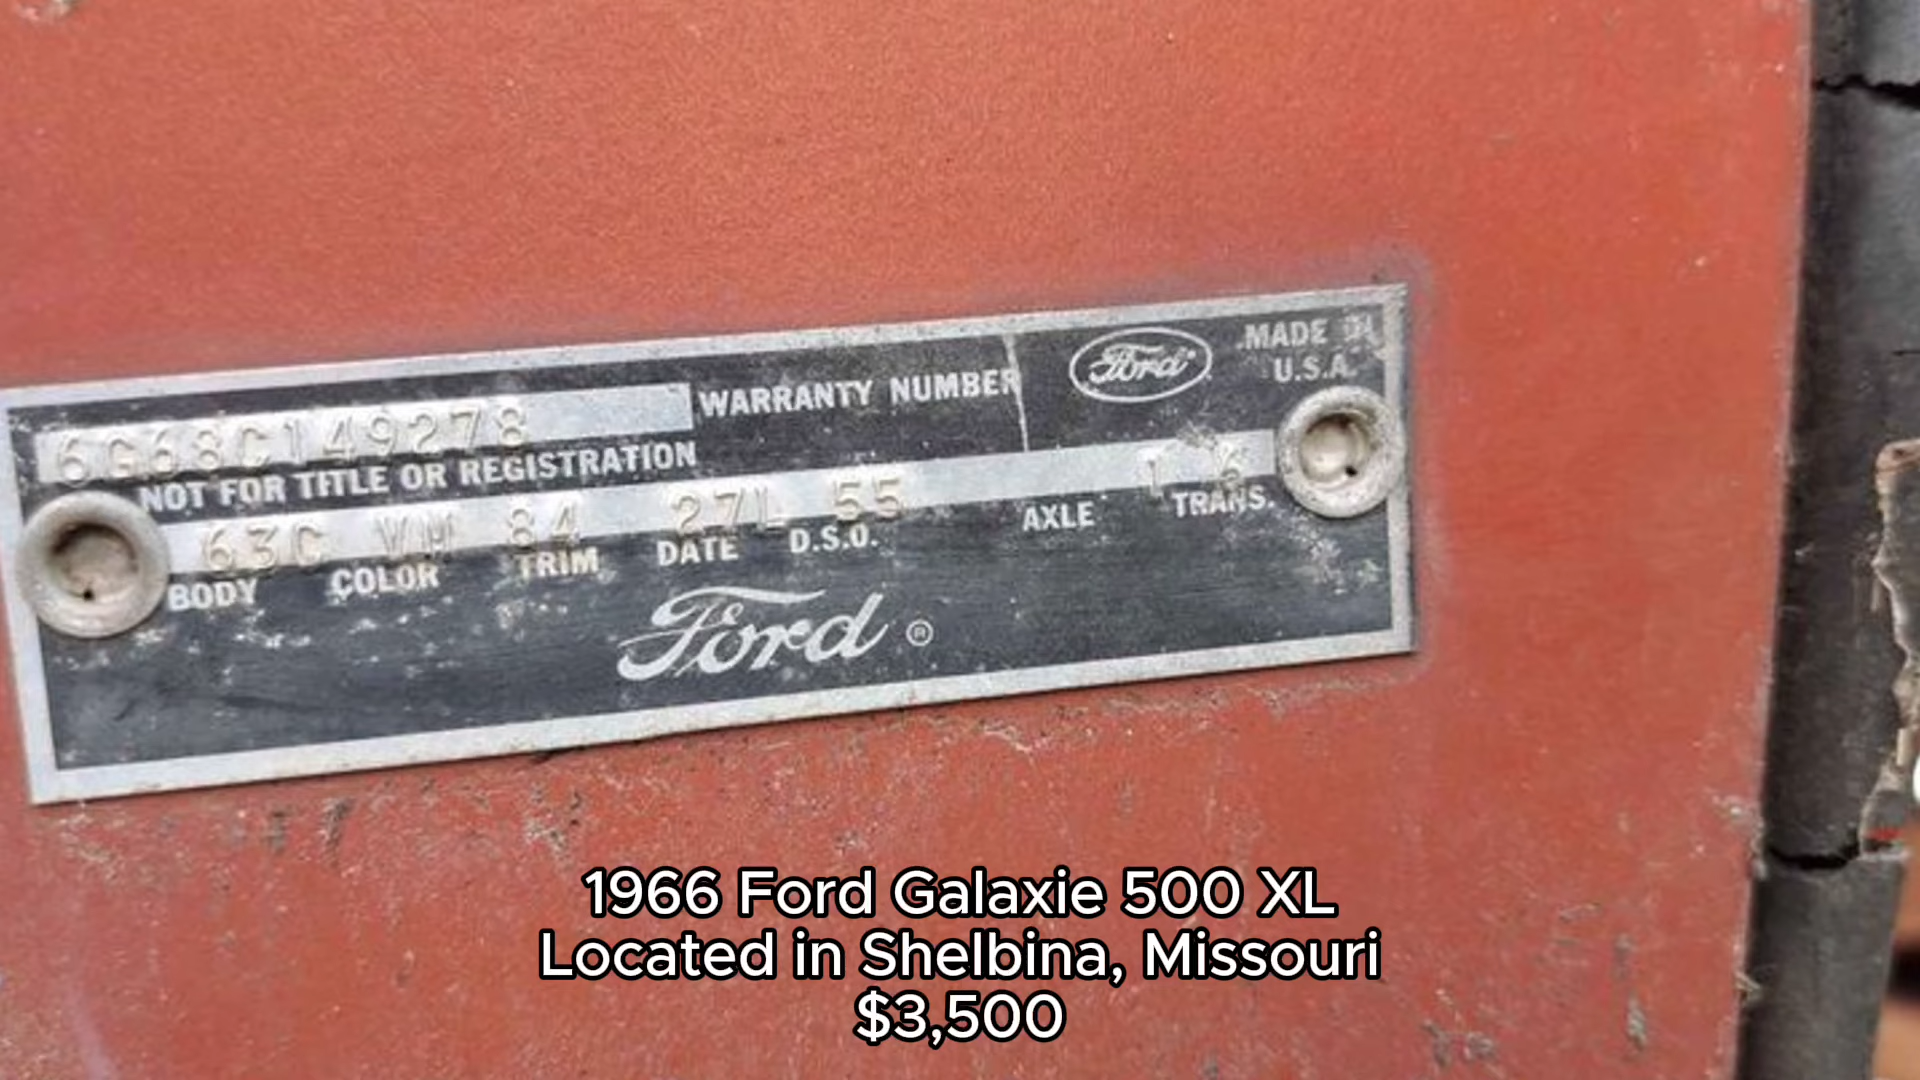 Ford
MADE IN
U.S.A.
6G68C149278 WARRANTY NUMBER
NOT FOR TITLE OR REGISTRATION
63C VM 84 27L 55 1 6
BODY COLOR TRIM DATE D.S.O. AXLE TRANS.
Ford ®
1966 Ford Galaxie 500 XL
Located in Shelbina, Missouri
$3,500